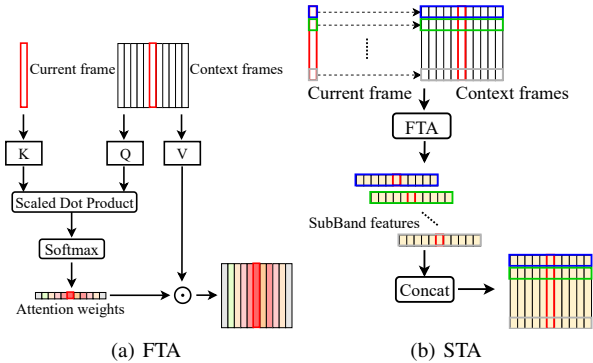 Current frame
Context frames
K
Q
V
Scaled Dot Product
Softmax
Attention weights
(a) FTA
Current frame
Context frames
FTA
SubBand features
Concat
(b) STA